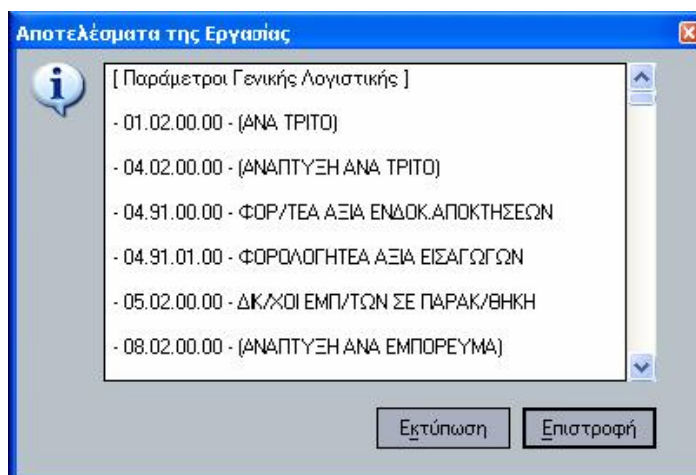 Αποτελέσματα της Εργασίας
[ Παράμετροι Γενικής Λογιστικής ]
- 01.02.00.00 - (ΑΝΑ ΤΡΙΤΟ)
- 04.02.00.00 - (ΑΝΑΠΤΥΞΗ ΑΝΑ ΤΡΙΤΟ)
- 04.91.00.00 - ΦΟΡ/ΤΕΑ ΑΞΙΑ ΕΝΔΟΚ.ΑΠΟΚΤΗΣΕΩΝ
- 04.91.01.00 - ΦΟΡΟΛΟΓΗΤΕΑ ΑΞΙΑ ΕΙΣΑΓΩΓΩΝ
- 05.02.00.00 - ΔΙΚ/ΧΟΙ ΕΜΠ/ΤΩΝ ΣΕ ΠΑΡΑΚ/ΘΗΚΗ
- 08.02.00.00 - (ΑΝΑΠΤΥΞΗ ΑΝΑ ΕΜΠΟΡΕΥΜΑ)
Εκτύπωση Επιστροφή